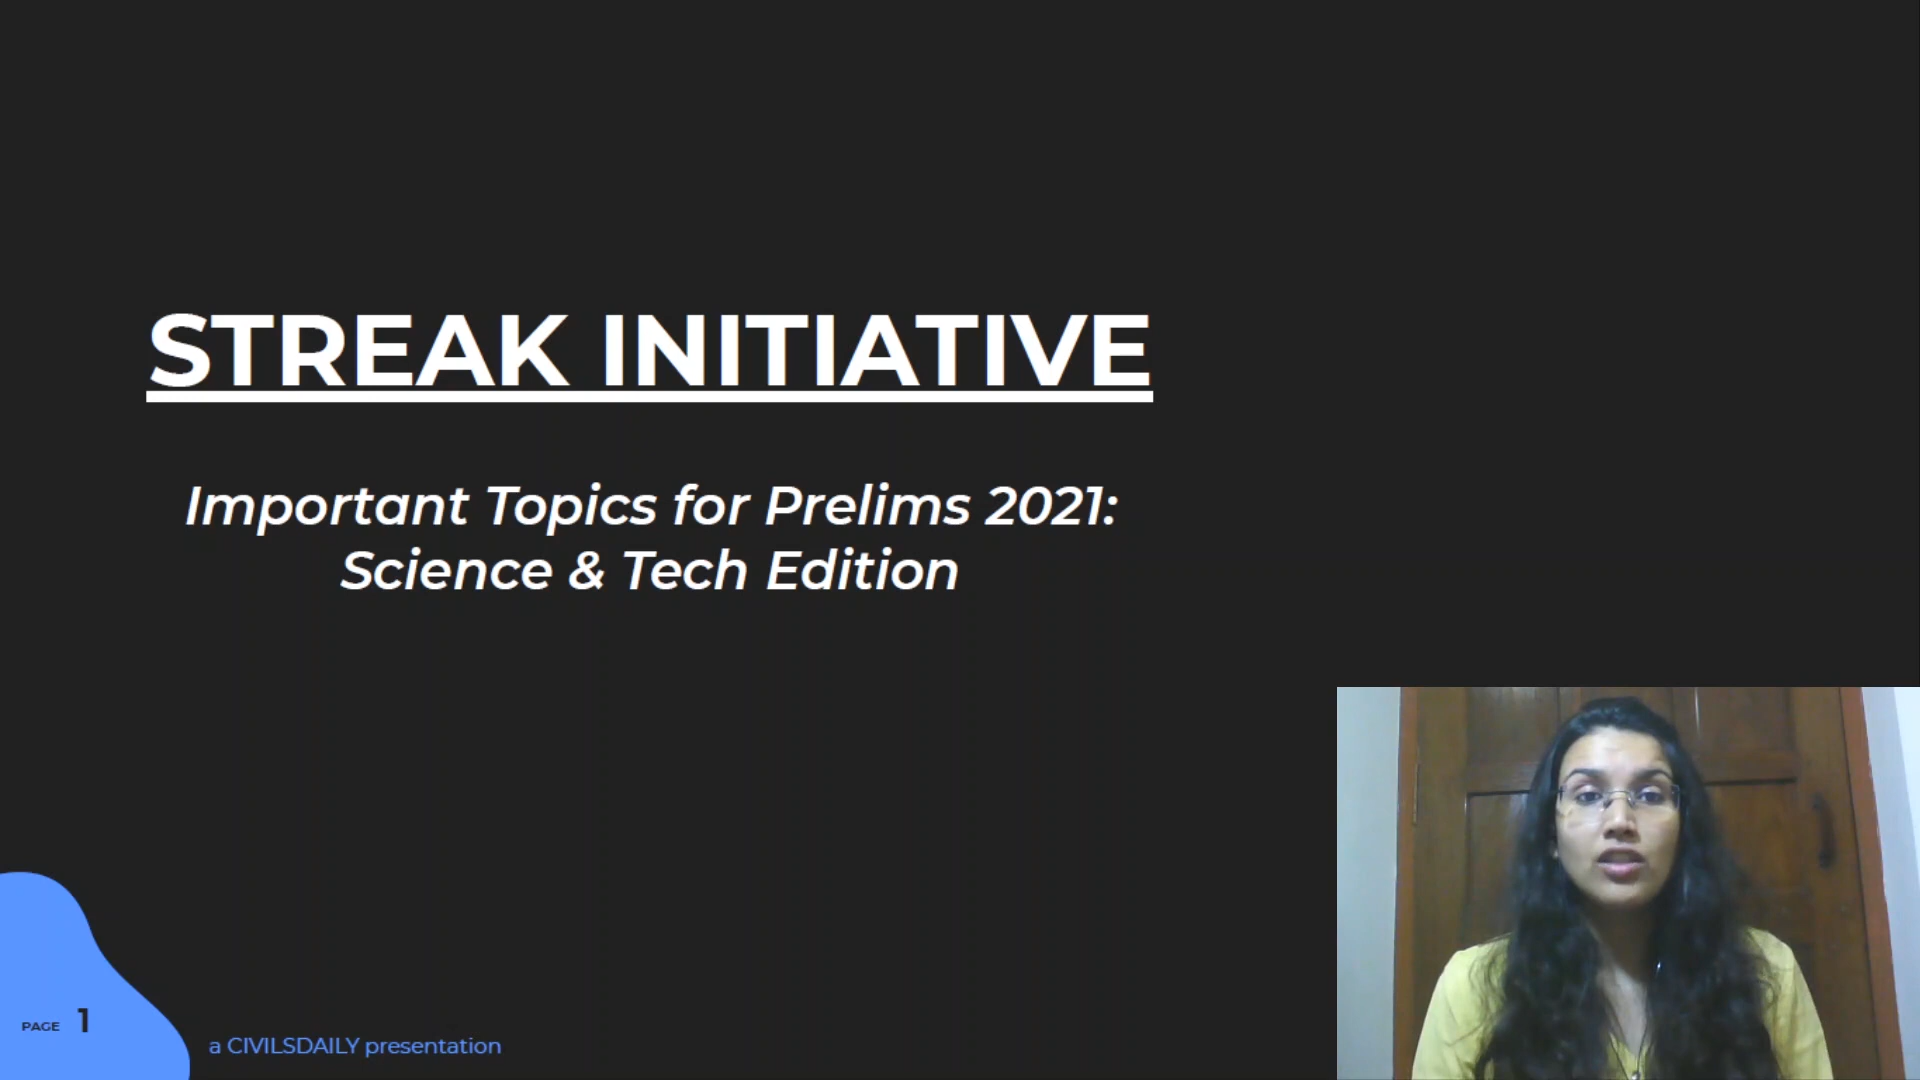 STREAK INITIATIVE
Important Topics for Prelims 2021:
Science & Tech Edition
PAGE 1
a CIVILSDAILY presentation